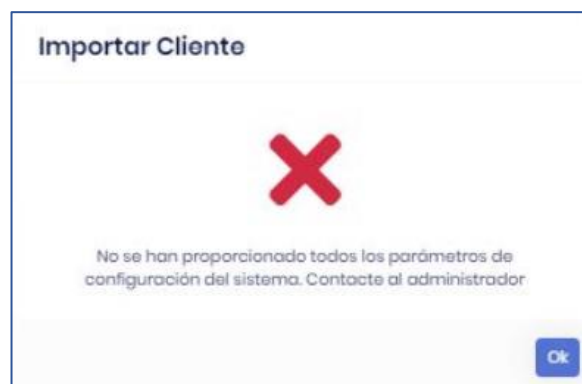 Importar Cliente
No se han proporcionado todos los parámetros de
configuración del sistema. Contacte al administrador
Ok